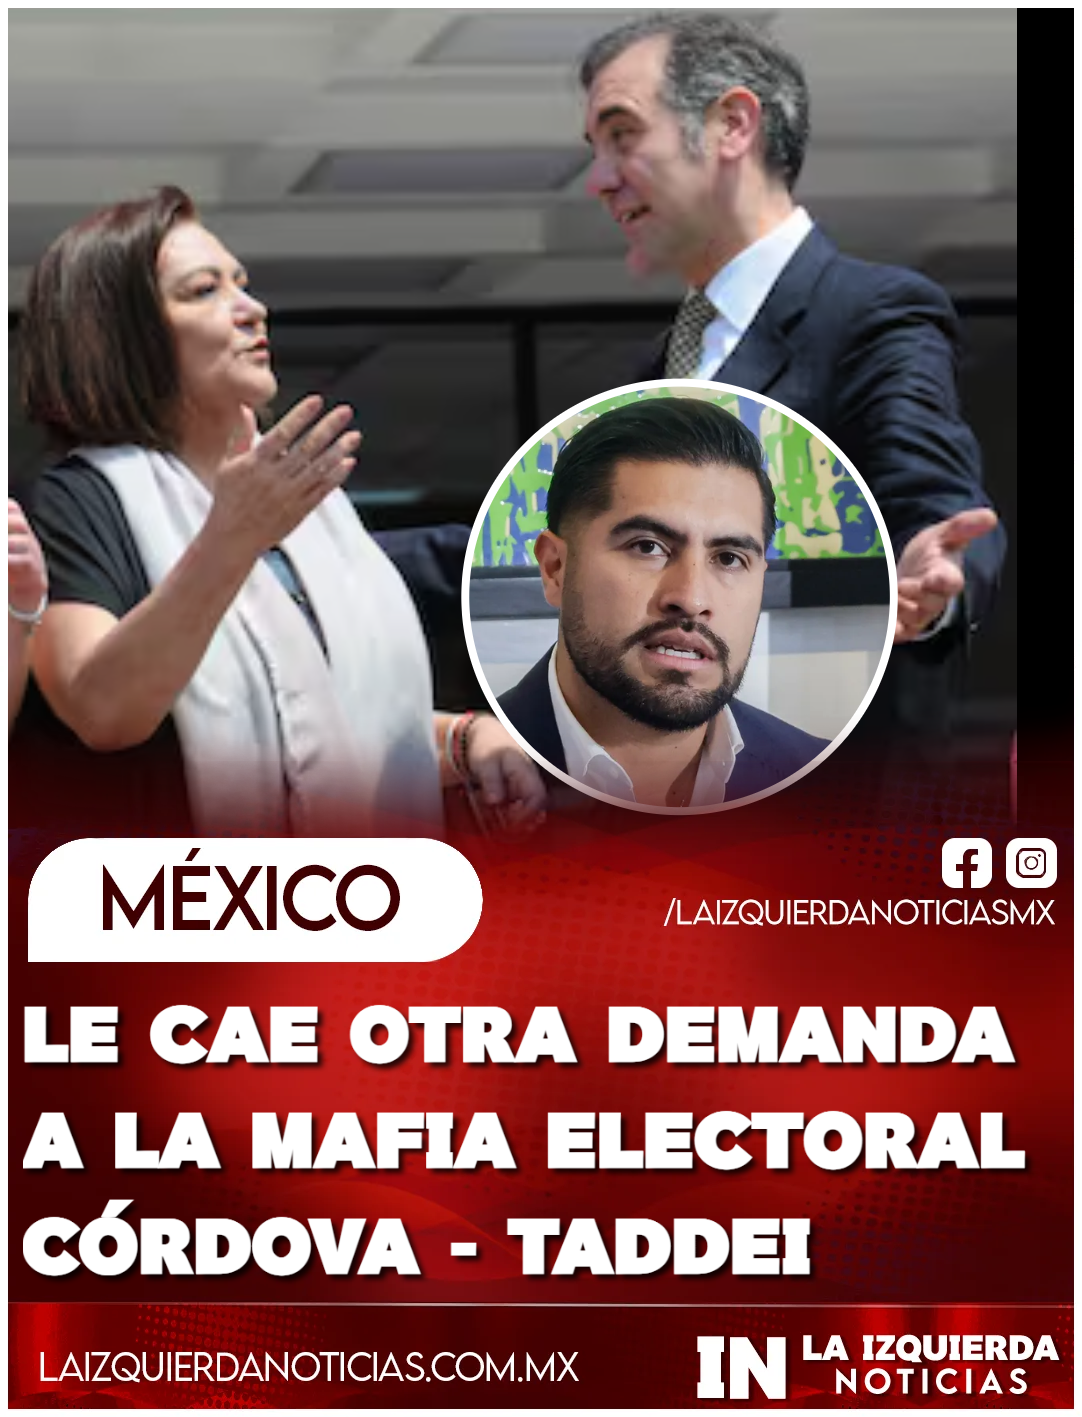 MÉXICO
/LAIZQUIERDANOTICIASMX
LE CAE OTRA DEMANDA
A LA MAFIA ELECTORAL
CÓRDOVA - TADDEI
LAIZQUIERDANOTICIAS.COM.MX
IN LA IZQUIERDA
NOTICIAS